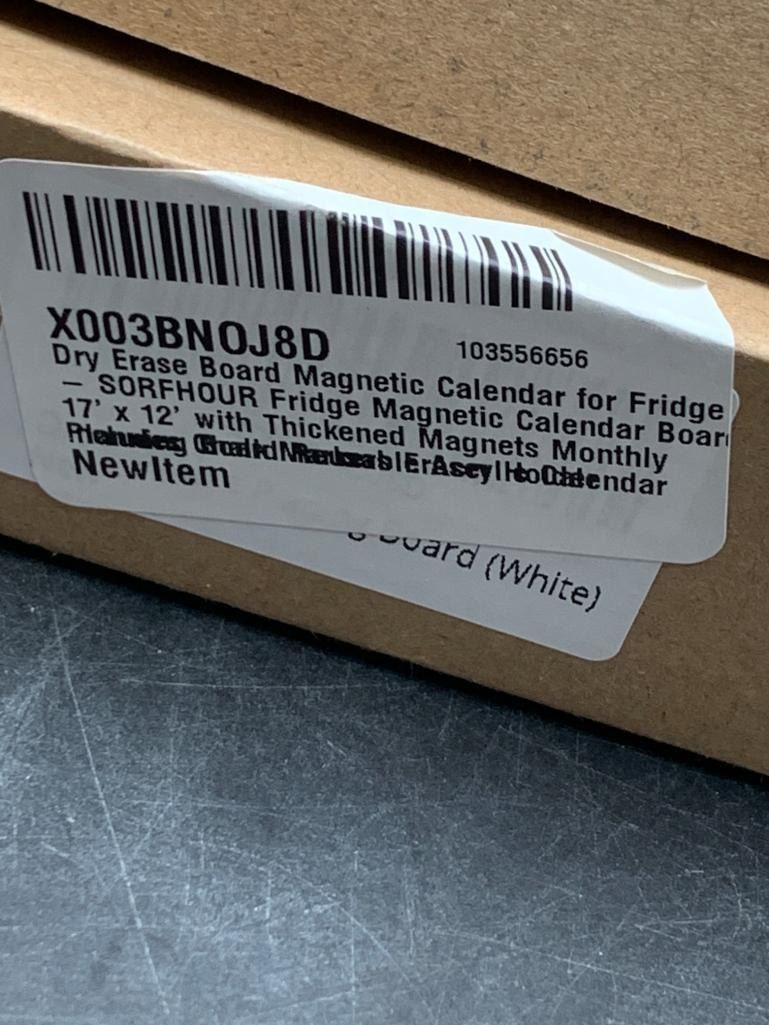 X003BNOJ8D
103556656
Dry Erase Board Magnetic Calendar for Fridge
– SORFHOUR Fridge Magnetic Calendar Boar
17' x 12' with Thickened Magnets Monthly
Calendar
NewItem
Board (White)